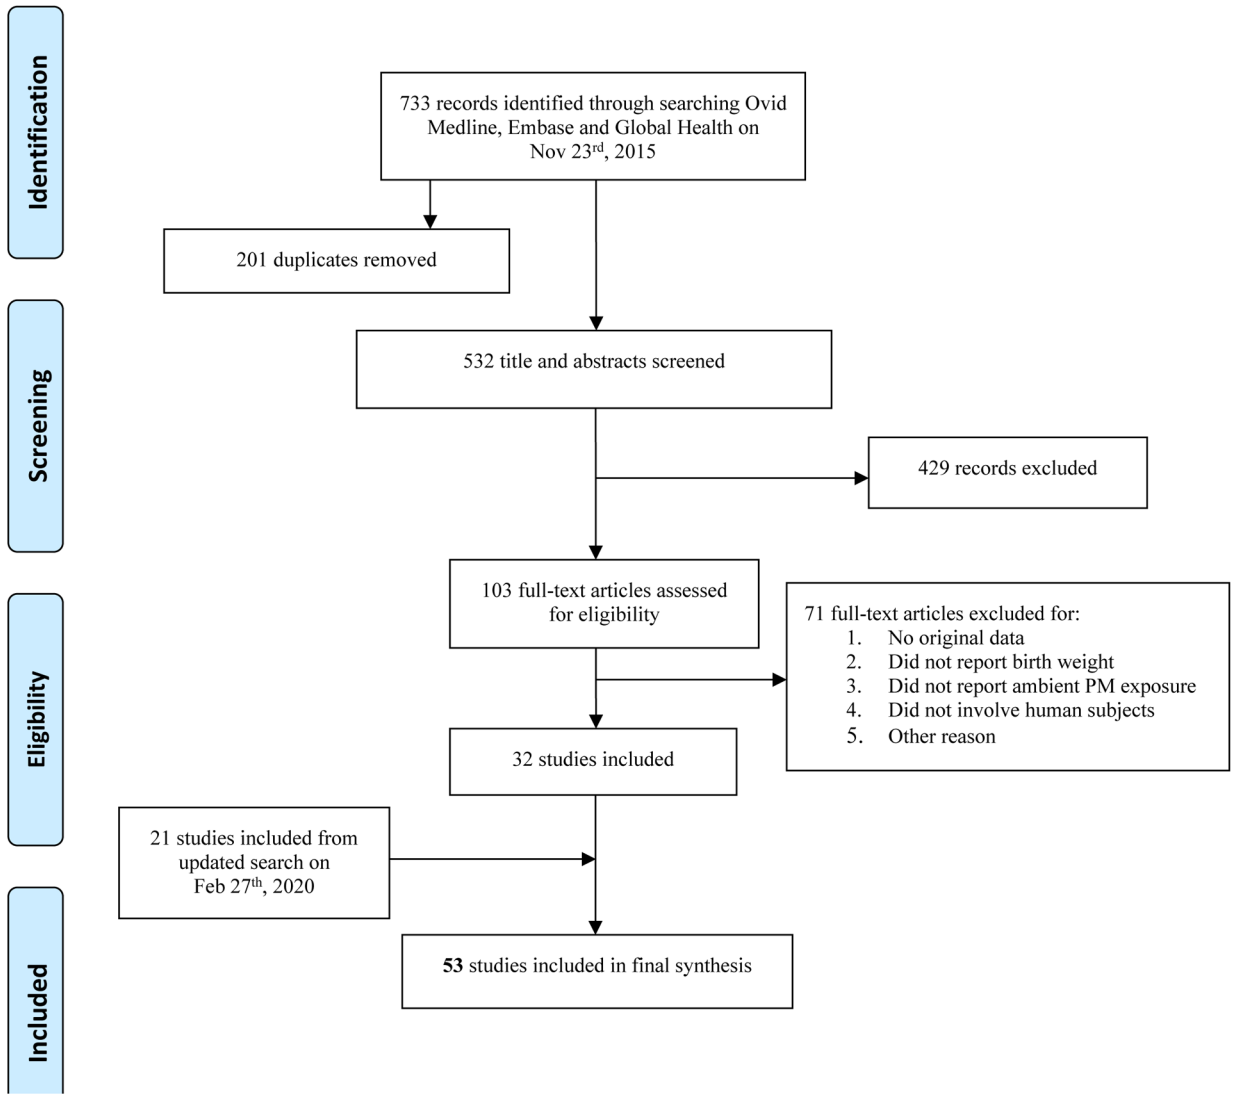 Identification
733 records identified through searching Ovid
Medline, Embase and Global Health on
Nov 23rd, 2015
201 duplicates removed
Screening
532 title and abstracts screened
429 records excluded
Eligibility
103 full-text articles assessed
for eligibility
71 full-text articles excluded for:
1. No original data
2. Did not report birth weight
3. Did not report ambient PM exposure
4. Did not involve human subjects
5. Other reason
32 studies included
21 studies included from
updated search on
Feb 27th, 2020
Included
53 studies included in final synthesis